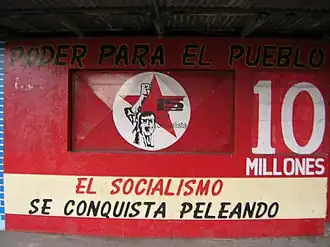 PODER PARA EL PUEBLO
10
MILLONES
EL SOCIALISMO
SE CONQUISTA PELEANDO